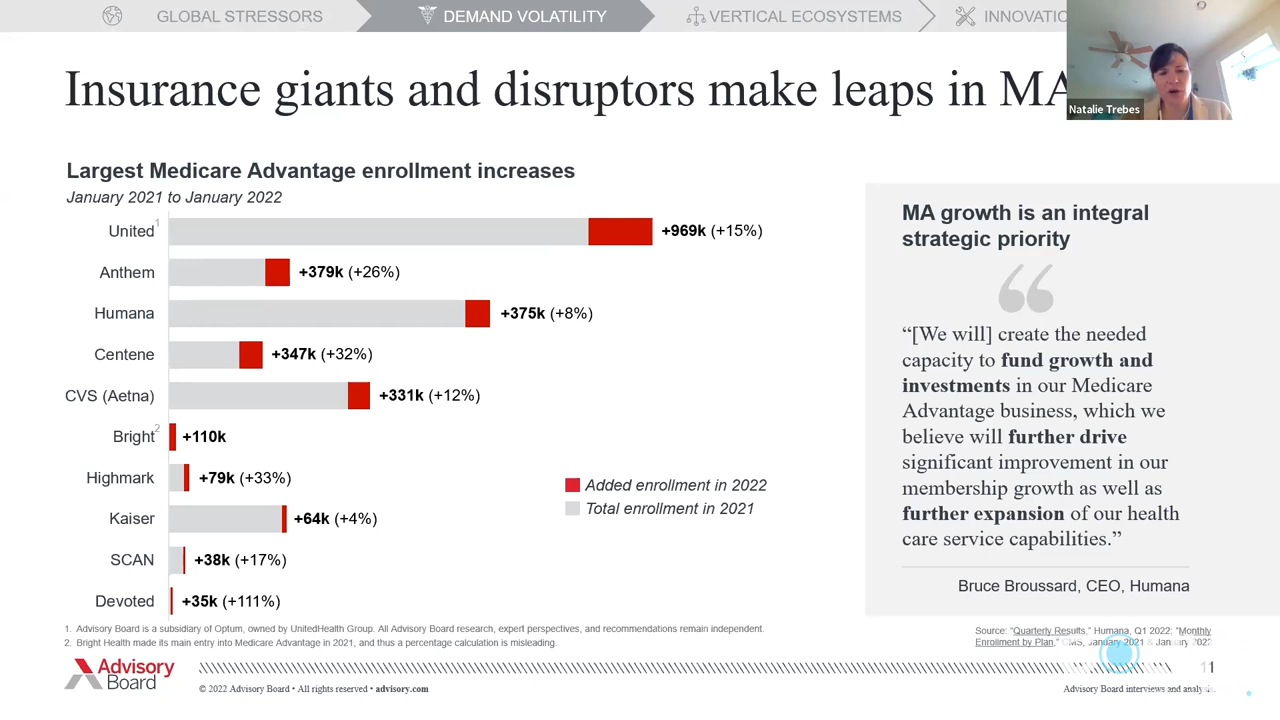 GLOBAL STRESSORS
DEMAND VOLATILITY
VERTICAL ECOSYSTEMS
Natalie Trebes
Insurance giants and disruptors make leaps in MA
Largest Medicare Advantage enrollment increases
January 2021 to January 2022
United1 +969k (+15%)
Anthem +379k (+26%)
Humana +375k (+8%)
Centene +347k (+32%)
CVS (Aetna) +331k (+12%)
Bright2 +110k
Highmark +79k (+33%)
Kaiser +64k (+4%)
SCAN +38k (+17%)
Devoted +35k (+111%)
Added enrollment in 2022
Total enrollment in 2021
MA growth is an integral
strategic priority
“[We will] create the needed
capacity to fund growth and
investments in our Medicare
Advantage business, which we
believe will further drive
significant improvement in our
membership growth as well as
further expansion of our health
care service capabilities.”
Bruce Broussard, CEO, Humana
1. Advisory Board is a subsidiary of Optum, owned by UnitedHealth Group. All Advisory Board research, expert perspectives, and recommendations remain independent.
2. Bright Health made its main entry into Medicare Advantage in 2021, and thus a percentage calculation is misleading.
Source: “Quarterly Results,” Humana, Q1 2022; “Monthly
Enrollment by Plan,” CMS, January 2021 & January 2022
Advisory
Board
© 2022 Advisory Board • All rights reserved • advisory.com
11
Advisory Board interviews and analysis.